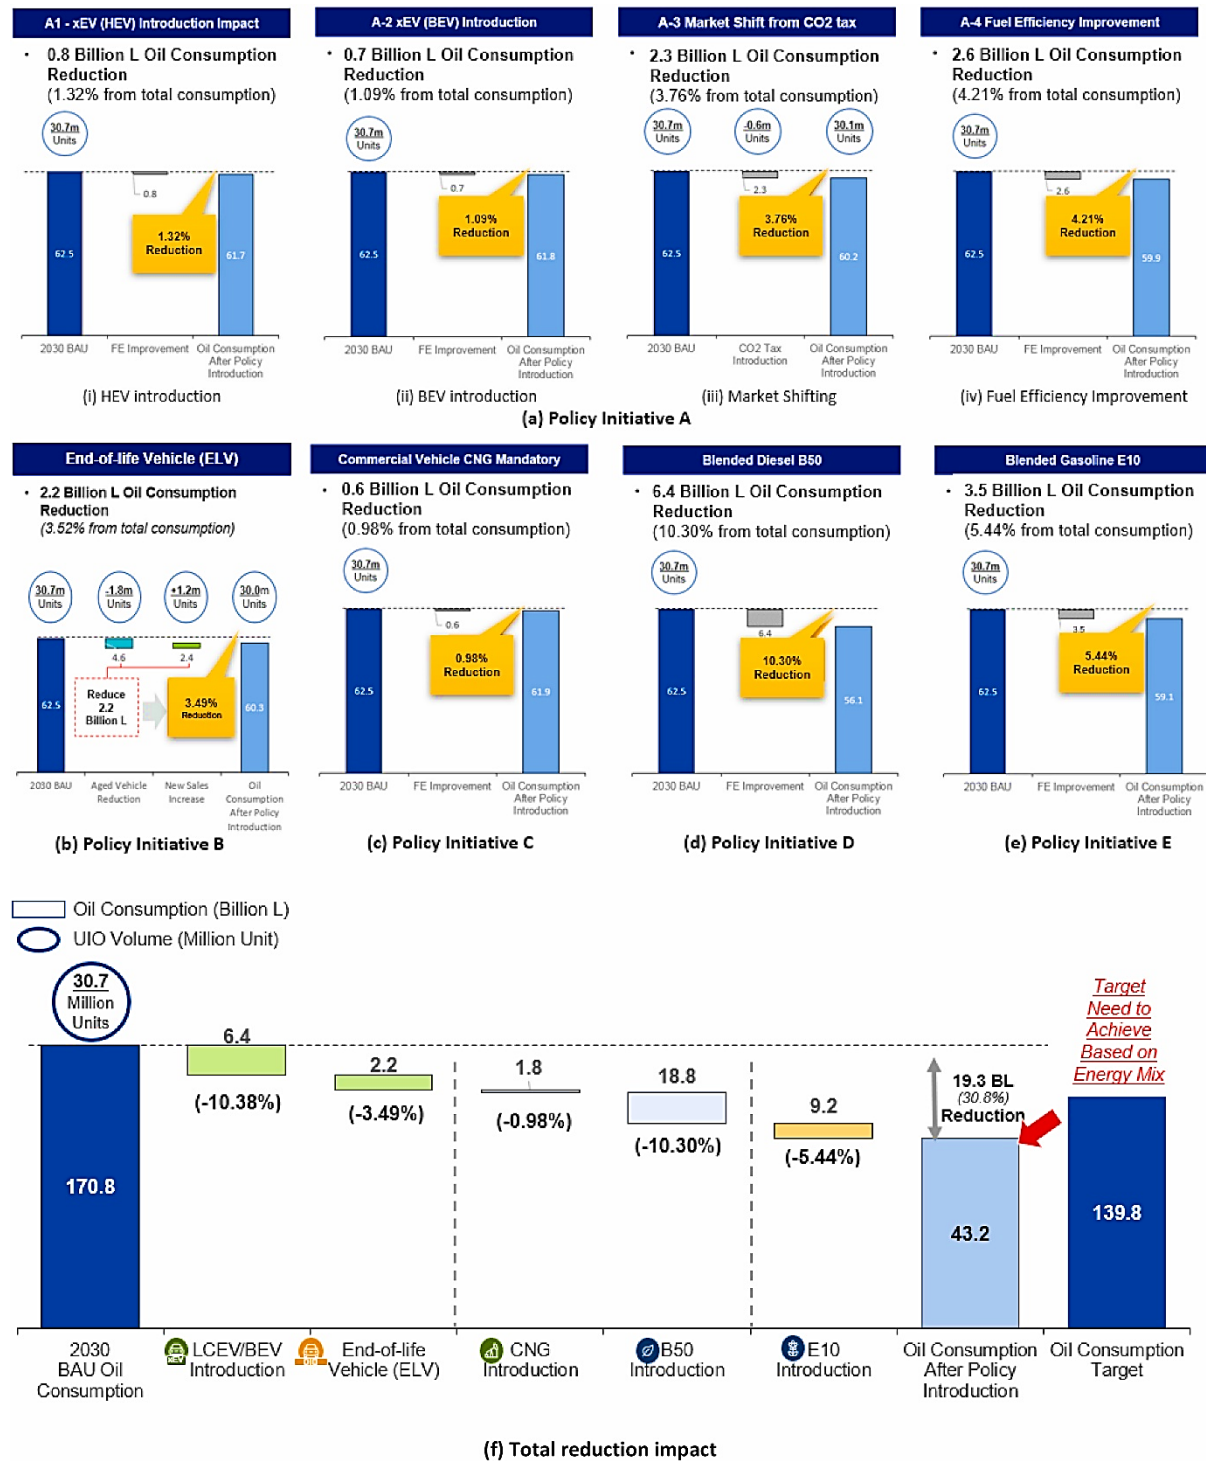 A1 - xEV (HEV) Introduction Impact
• 0.8 Billion L Oil Consumption
Reduction
(1.32% from total consumption)
30.7m
Units
0.8
1.32%
Reduction
62.5
61.7
2030 BAU
FE Improvement
Oil Consumption
After Policy
Introduction
(i) HEV introduction
A-2 xEV (BEV) Introduction
• 0.7 Billion L Oil Consumption
Reduction
(1.09% from total consumption)
30.7m
Units
0.7
1.09%
Reduction
62.5
61.8
2030 BAU
FE Improvement
Oil Consumption
After Policy
Introduction
(ii) BEV introduction
A-3 Market Shift from CO2 tax
• 2.3 Billion L Oil Consumption
Reduction
(3.76% from total consumption)
30.7m
Units
-0.6m
Units
30.1m
Units
2.3
3.76%
Reduction
62.5
60.2
2030 BAU
CO2 Tax
Introduction
Oil Consumption
After Policy
Introduction
(iii) Market Shifting
A-4 Fuel Efficiency Improvement
• 2.6 Billion L Oil Consumption
Reduction
(4.21% from total consumption)
30.7m
Units
2.6
4.21%
Reduction
62.5
59.9
2030 BAU
FE Improvement
Oil Consumption
After Policy
Introduction
(iv) Fuel Efficiency Improvement
(a) Policy Initiative A
End-of-life Vehicle (ELV)
• 2.2 Billion L Oil Consumption
Reduction
(3.52% from total consumption)
30.7m
Units
-1.8m
Units
+1.2m
Units
30.0m
Units
4.6
2.4
Reduce
2.2
Billion L
3.49%
Reduction
62.5
60.3
2030 BAU
Aged Vehicle
Reduction
New Sales
Increase
Oil
Consumption
After Policy
Introduction
(b) Policy Initiative B
Commercial Vehicle CNG Mandatory
• 0.6 Billion L Oil Consumption
Reduction
(0.98% from total consumption)
30.7m
Units
0.6
0.98%
Reduction
62.5
61.9
2030 BAU
FE Improvement
Oil Consumption
After Policy
Introduction
(c) Policy Initiative C
Blended Diesel B50
• 6.4 Billion L Oil Consumption
Reduction
(10.30% from total consumption)
30.7m
Units
6.4
10.30%
Reduction
62.5
56.1
2030 BAU
FE Improvement
Oil Consumption
After Policy
Introduction
(d) Policy Initiative D
Blended Gasoline E10
• 3.5 Billion L Oil Consumption
Reduction
(5.44% from total consumption)
30.7m
Units
3.5
5.44%
Reduction
62.5
59.1
2030 BAU
FE Improvement
Oil Consumption
After Policy
Introduction
(e) Policy Initiative E
Oil Consumption (Billion L)
UIO Volume (Million Unit)
30.7
Million
Units
6.4
(-10.38%)
2.2
(-3.49%)
1.8
(-0.98%)
18.8
(-10.30%)
9.2
(-5.44%)
19.3 BL
(30.8%)
Reduction
Target
Need to
Achieve
Based on
Energy Mix
170.8
43.2
139.8
2030
BAU Oil
Consumption
LCEV/BEV
Introduction
End-of-life
Vehicle (ELV)
CNG
Introduction
B50
Introduction
E10
Introduction
Oil Consumption
After Policy
Introduction
Oil Consumption
Target
(f) Total reduction impact